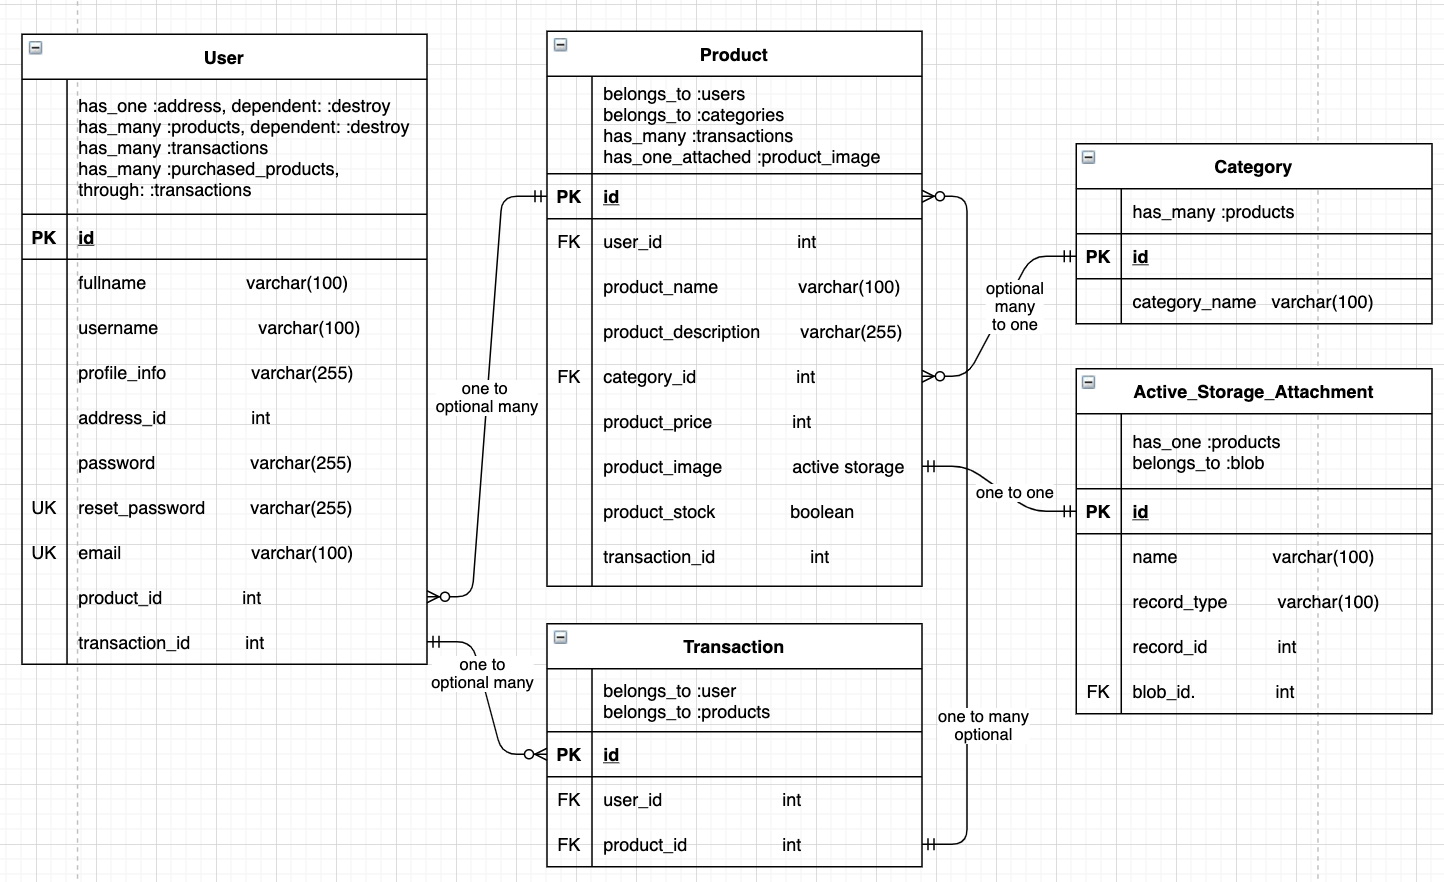 User
has_one :address, dependent: :destroy
has_many :products, dependent: :destroy
has_many :transactions
has_many :purchased_products,
through: :transactions
PK id
fullname varchar(100)
username varchar(100)
profile_info varchar(255)
address_id int
password varchar(255)
UK reset_password varchar(255)
UK email varchar(100)
product_id int
transaction_id int
one to
optional many
one to
optional many
Product
belongs_to :users
belongs_to :categories
has_many :transactions
has_one_attached :product_image
PK id
FK user_id int
product_name varchar(100)
product_description varchar(255)
FK category_id int
product_price int
product_image active storage
product_stock boolean
transaction_id int
Transaction
belongs_to :user
belongs_to :products
PK id
FK user_id int
FK product_id int
optional
many
to one
one to one
one to many
optional
Category
has_many :products
PK id
category_name varchar(100)
Active_Storage_Attachment
has_one :products
belongs_to :blob
PK id
name varchar(100)
record_type varchar(100)
record_id int
FK blob_id. int